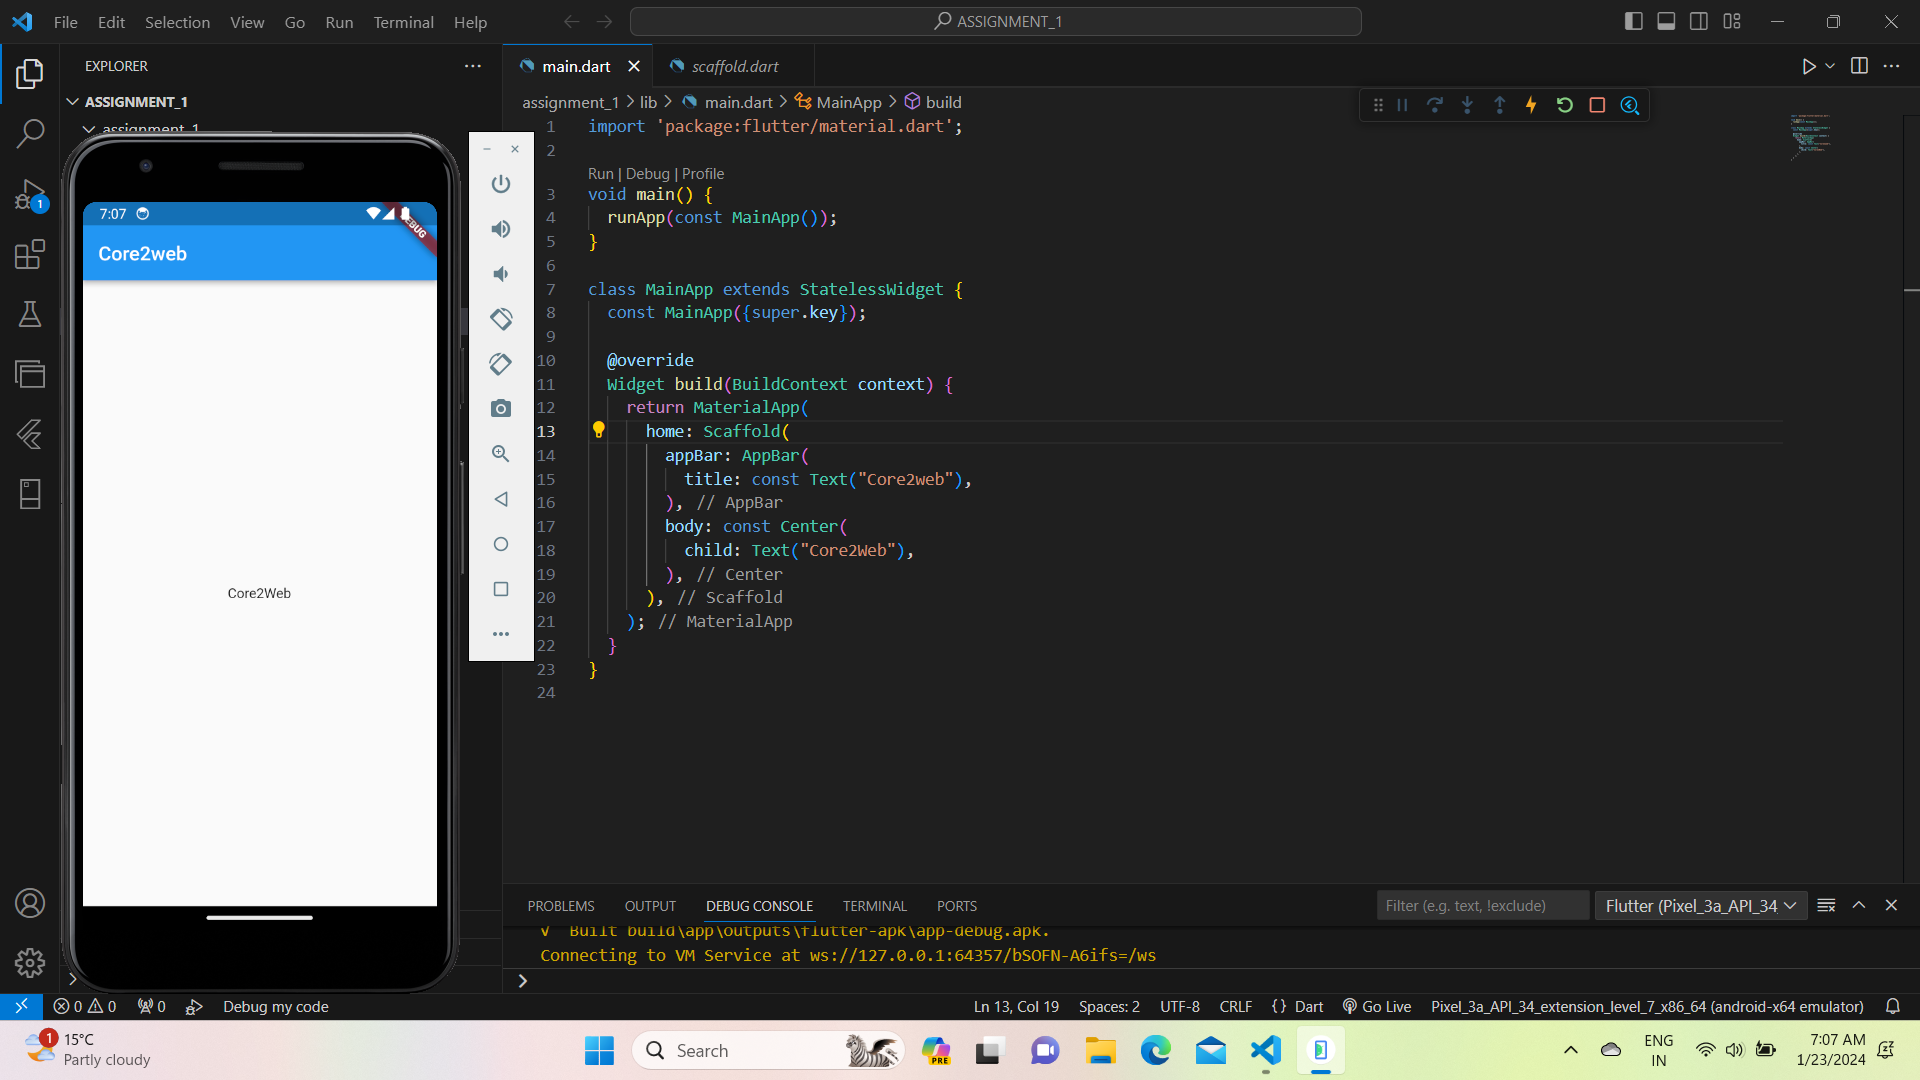 File Edit Selection View Go Run Terminal Help
ASSIGNMENT_1
EXPLORER
ASSIGNMENT_1
assignment_1
main.dart
scaffold.dart
assignment_1 lib main.dart MainApp build
1 import 'package:flutter/material.dart';
2
Run | Debug | Profile
3 void main() {
4 runApp(const MainApp());
5 }
6
7 class MainApp extends StatelessWidget {
8 const MainApp({super.key});
9
10 @override
11 Widget build(BuildContext context) {
12 return MaterialApp(
13 home: Scaffold(
14 appBar: AppBar(
15 title: const Text("Core2web"),
16 ), // AppBar
17 body: const Center(
18 child: Text("Core2Web"),
19 ), // Center
20 ), // Scaffold
21 ); // MaterialApp
22 }
23 }
24
1
7:07
DEBUG
Core2web
Core2Web
PROBLEMS OUTPUT DEBUG CONSOLE TERMINAL PORTS
Filter (e.g. text, !exclude)
Flutter (Pixel_3a_API_34
√ Built build\app\outputs\flutter-apk\app-debug.apk.
Connecting to VM Service at ws://127.0.0.1:64357/bSOFN-A6ifs=/ws
0 0 0 Debug my code
Ln 13, Col 19 Spaces: 2 UTF-8 CRLF {} Dart Go Live Pixel_3a_API_34_extension_level_7_x86_64 (android-x64 emulator)
1
15°C
Partly cloudy
Search
PRE
ENG
IN
7:07 AM
1/23/2024